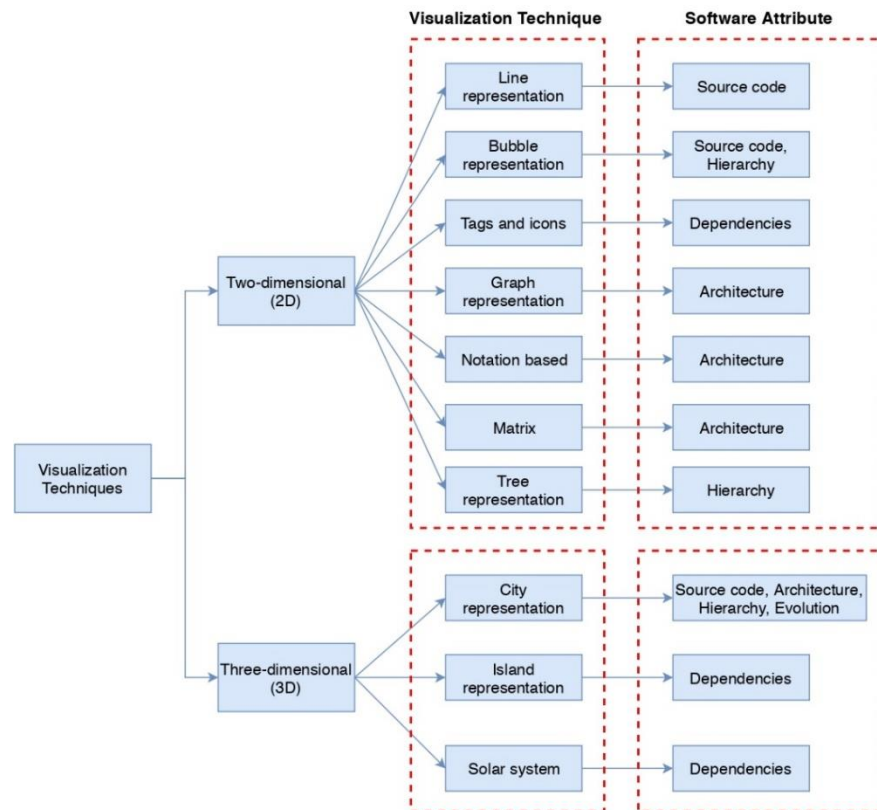 Visualization Technique
Software Attribute
Line
representation
Source code
Bubble
representation
Source code,
Hierarchy
Tags and icons
Dependencies
Two-dimensional
(2D)
Graph
representation
Architecture
Notation based
Architecture
Matrix
Architecture
Visualization
Techniques
Tree
representation
Hierarchy
City
representation
Source code, Architecture,
Hierarchy, Evolution
Three-dimensional
(3D)
Island
representation
Dependencies
Solar system
Dependencies